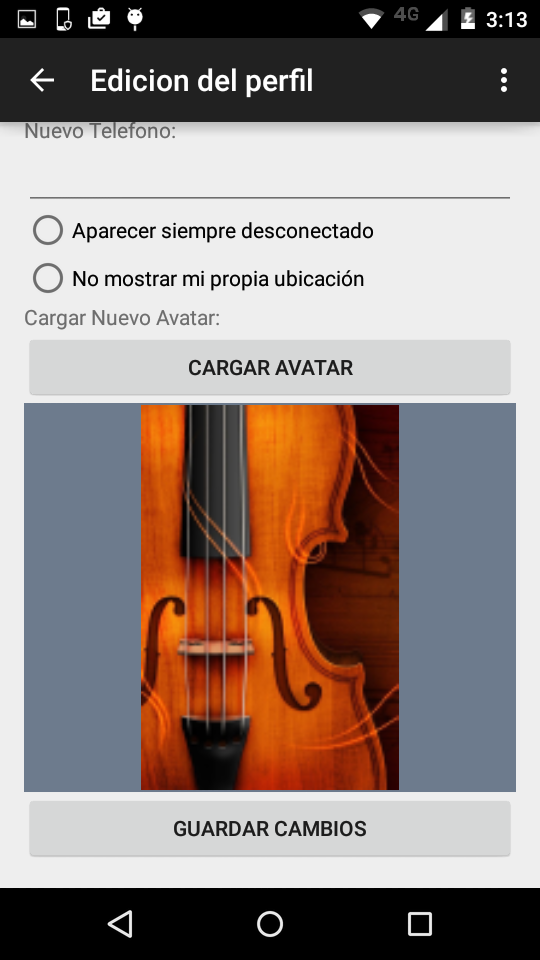 4G 3:13
Edicion del perfil
Nuevo Telefono:
Aparecer siempre desconectado
No mostrar mi propia ubicación
Cargar Nuevo Avatar:
CARGAR AVATAR
GUARDAR CAMBIOS